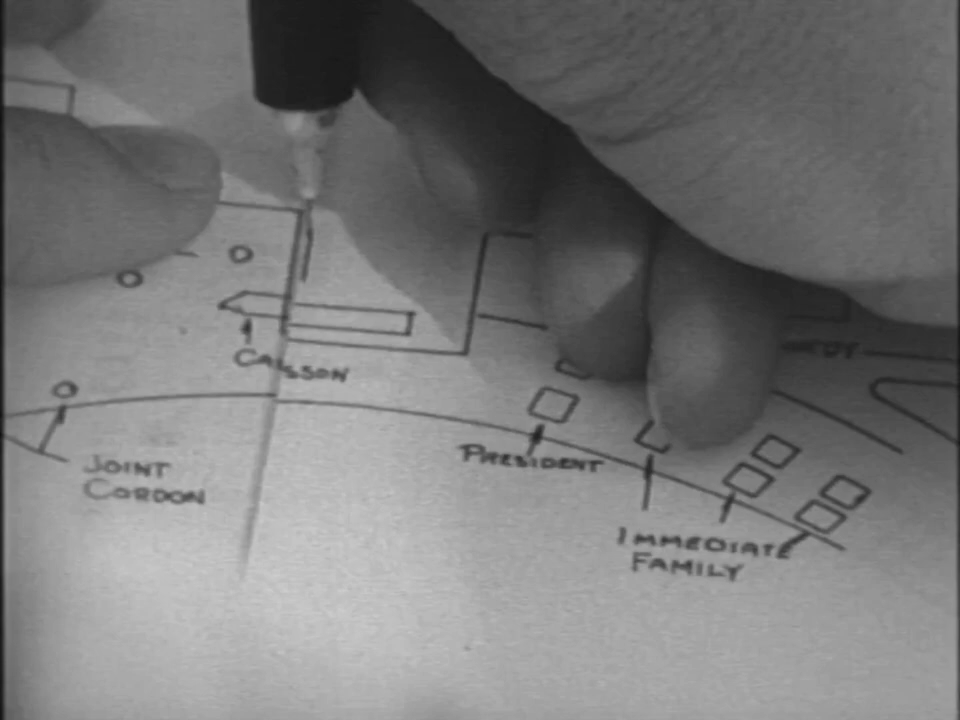 CAISSON
PRESIDENT
JOINT
CORDON
IMMEDIATE
FAMILY